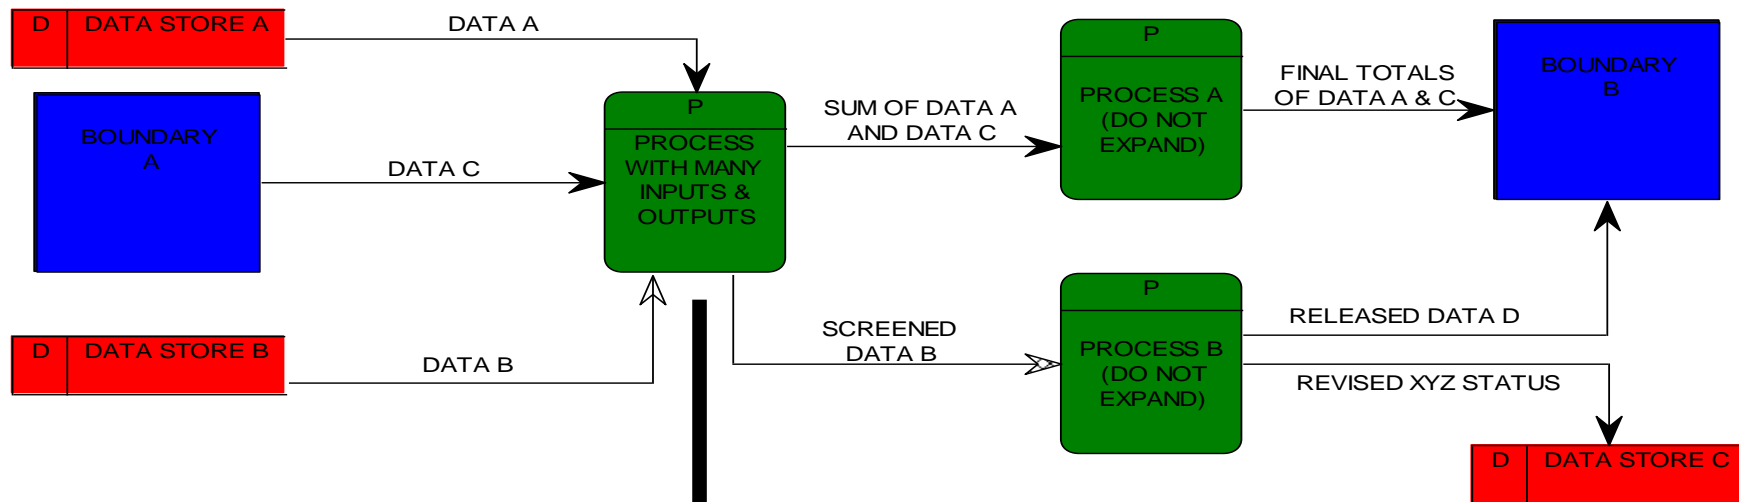 D DATA STORE A
DATA A
BOUNDARY
A
DATA C
D DATA STORE B
DATA B
P
PROCESS
WITH MANY
INPUTS &
OUTPUTS
SUM OF DATA A
AND DATA C
SCREENED
DATA B
P
PROCESS A
(DO NOT
EXPAND)
FINAL TOTALS
OF DATA A & C
BOUNDARY
B
P
PROCESS B
(DO NOT
EXPAND)
RELEASED DATA D
REVISED XYZ STATUS
D DATA STORE C